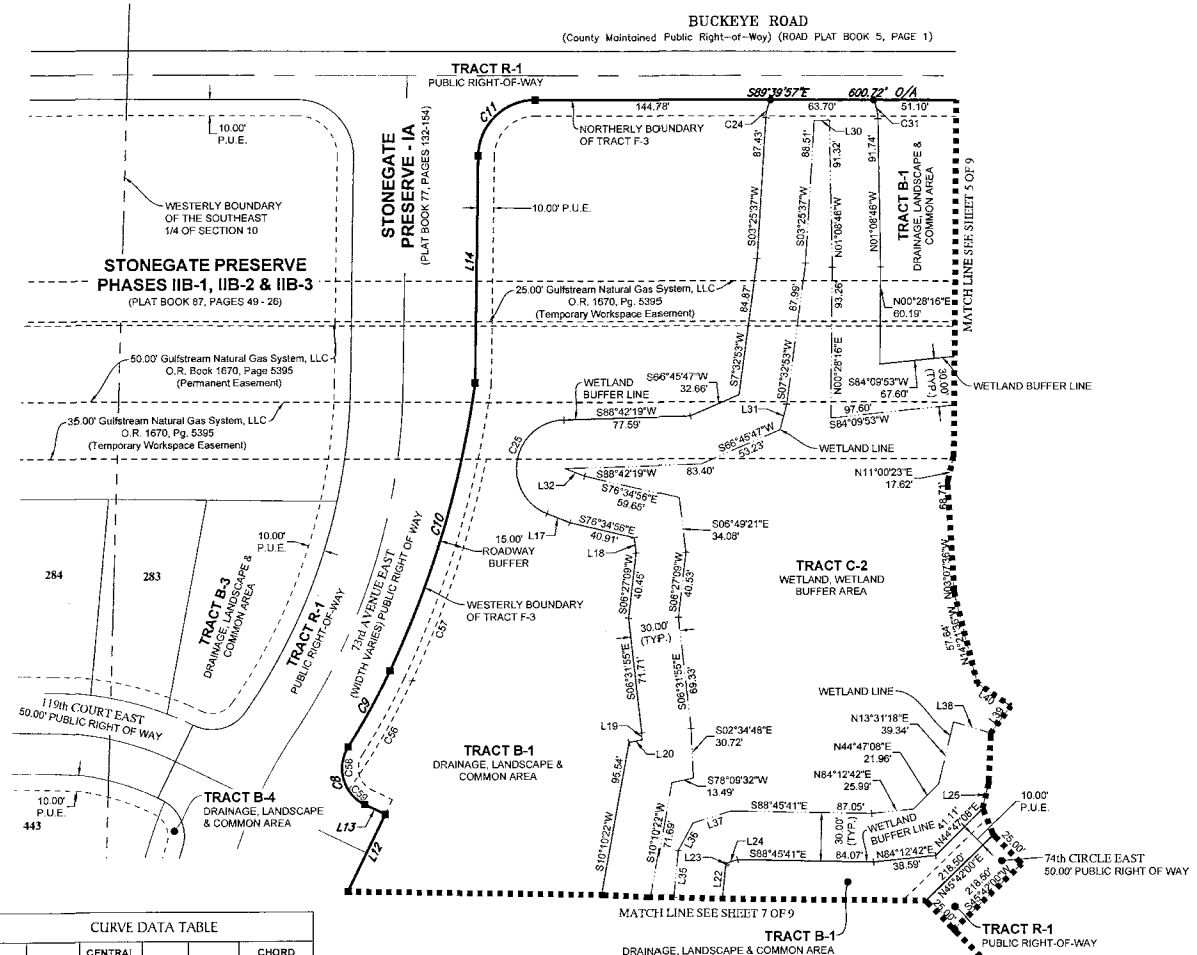 BUCKEYE ROAD
(County Maintained Public Right-of-Way) (ROAD PLAT BOOK 5, PAGE 1)
TRACT R-1
PUBLIC RIGHT-OF-WAY
S89°39'57"E
600.72' O/A
144.78'
63.70'
51.10'
C11
C24
C31
L30
NORTHERLY BOUNDARY
OF TRACT F-3
10.00'
P.U.E.
STONEGATE
PRESERVE - IA
(PLAT BOOK 77, PAGES 132-154)
WESTERLY BOUNDARY
OF THE SOUTHEAST
1/4 OF SECTION 10
10.00' P.U.E.
L14
87.43'
S03°25'37"W
88.51'
S03°25'37"W
91.32'
N01°08'46"W
91.74'
N01°08'46"W
TRACT B-1
DRAINAGE, LANDSCAPE &
COMMON AREA
MATCH LINE SEE SHEET 5 OF 9
STONEGATE PRESERVE
PHASES IIB-1, IIB-2 & IIB-3
(PLAT BOOK 87, PAGES 49 - 26)
25.00' Gulfstream Natural Gas System, LLC
O.R. 1670, Pg. 5395
(Temporary Workspace Easement)
84.87'
S7°32'53"W
87.99'
S07°32'53"W
93.26'
N00°28'16"E
N00°28'16"E
60.19'
50.00' Gulfstream Natural Gas System, LLC
O.R. Book 1670, Page 5395
(Permanent Easement)
WETLAND
BUFFER LINE
S66°45'47"W
32.66'
S84°09'53"W
67.60'
30.00'
(TYP.)
WETLAND BUFFER LINE
35.00' Gulfstream Natural Gas System, LLC
O.R. 1670, Pg. 5395
(Temporary Workspace Easement)
S88°42'19"W
77.59'
L31
97.60'
S84°09'53"W
C25
S66°45'47"W
53.23'
WETLAND LINE
S88°42'19"W
83.40'
N11°00'23"E
17.62'
L32
S76°34'56"E
59.65'
68.71'
N03°07'36"W
C10
L17
S76°34'56"E
40.91'
L18
S06°49'21"E
34.08'
10.00'
P.U.E.
15.00'
ROADWAY
BUFFER
284
283
TRACT B-3
DRAINAGE, LANDSCAPE &
COMMON AREA
TRACT R-1
PUBLIC RIGHT-OF-WAY
73rd AVENUE EAST
(WIDTH VARIES) PUBLIC RIGHT OF WAY
WESTERLY BOUNDARY
OF TRACT F-3
C57
S06°27'09"W
40.45'
S06°27'09"W
40.53'
TRACT C-2
WETLAND, WETLAND
BUFFER AREA
30.00'
(TYP.)
57.64'
S06°31'55"E
71.71'
S06°31'55"E
69.33'
119th COURT EAST
50.00' PUBLIC RIGHT OF WAY
C9
C56
WETLAND LINE
L40
L38
L39
N13°31'18"E
39.34'
L19
L20
S02°34'48"E
30.72'
TRACT B-1
DRAINAGE, LANDSCAPE &
COMMON AREA
N44°47'08"E
21.96'
C8
C58
C59
95.54'
S10°10'22"W
S78°09'32"W
13.49'
N84°12'42"E
25.99'
L25
10.00'
P.U.E.
10.00'
P.U.E.
443
TRACT B-4
DRAINAGE, LANDSCAPE
& COMMON AREA
L13
L12
S10°10'22"W
71.69'
L37
L36
S88°45'41"E
87.05'
30.00'
(TYP.)
WETLAND
BUFFER LINE
41.11'
N44°47'08"E
25.00'
L24
L23
S88°45'41"E
84.07'
N84°12'42"E
38.59'
L35
L22
218.50'
N45°42'00"E
218.50'
S45°42'00"W
25.00'
74th CIRCLE EAST
50.00' PUBLIC RIGHT OF WAY
MATCH LINE SEE SHEET 7 OF 9
TRACT B-1
DRAINAGE, LANDSCAPE & COMMON AREA
TRACT R-1
PUBLIC RIGHT-OF-WAY
CURVE DATA TABLE
CENTRAL
CHORD